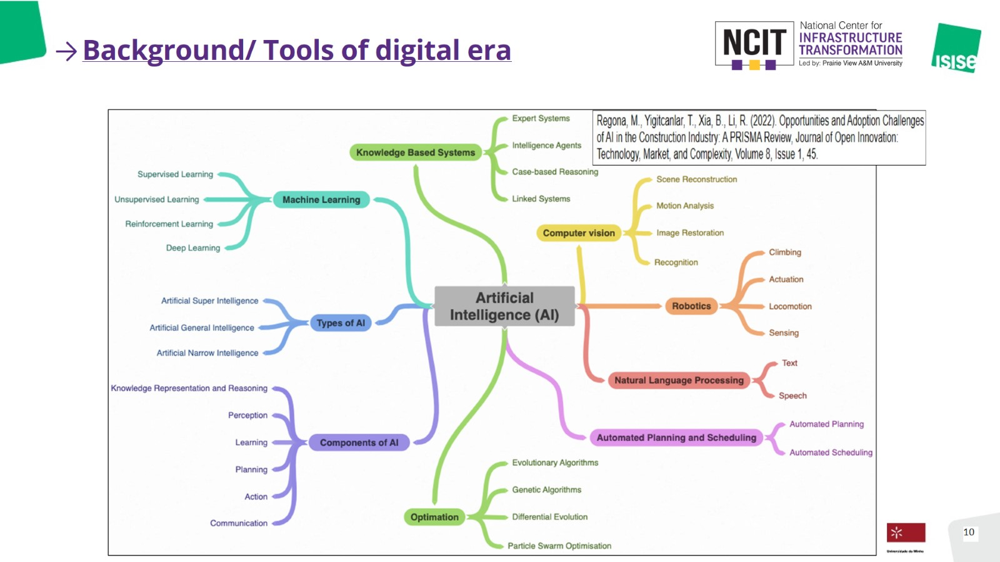 →Background/ Tools of digital era
NCIT
National Center for
INFRASTRUCTURE
TRANSFORMATION
Led by: Prairie View A&M University
isise
Regona, M., Yigitcanlar, T., Xia, B., Li, R. (2022). Opportunities and Adoption Challenges
of AI in the Construction Industry: A PRISMA Review, Journal of Open Innovation:
Technology, Market, and Complexity, Volume 8, Issue 1, 45.
Artificial
Intelligence (AI)
Knowledge Based Systems
Expert Systems
Intelligence Agents
Case-based Reasoning
Linked Systems
Machine Learning
Supervised Learning
Unsupervised Learning
Reinforcement Learning
Deep Learning
Computer vision
Scene Reconstruction
Motion Analysis
Image Restoration
Recognition
Robotics
Climbing
Actuation
Locomotion
Sensing
Types of AI
Artificial Super Intelligence
Artificial General Intelligence
Artificial Narrow Intelligence
Natural Language Processing
Text
Speech
Components of AI
Knowledge Representation and Reasoning
Perception
Learning
Planning
Action
Communication
Automated Planning and Scheduling
Automated Planning
Automated Scheduling
Optimation
Evolutionary Algorithms
Genetic Algorithms
Differential Evolution
Particle Swarm Optimisation
Universidade do Minho
10